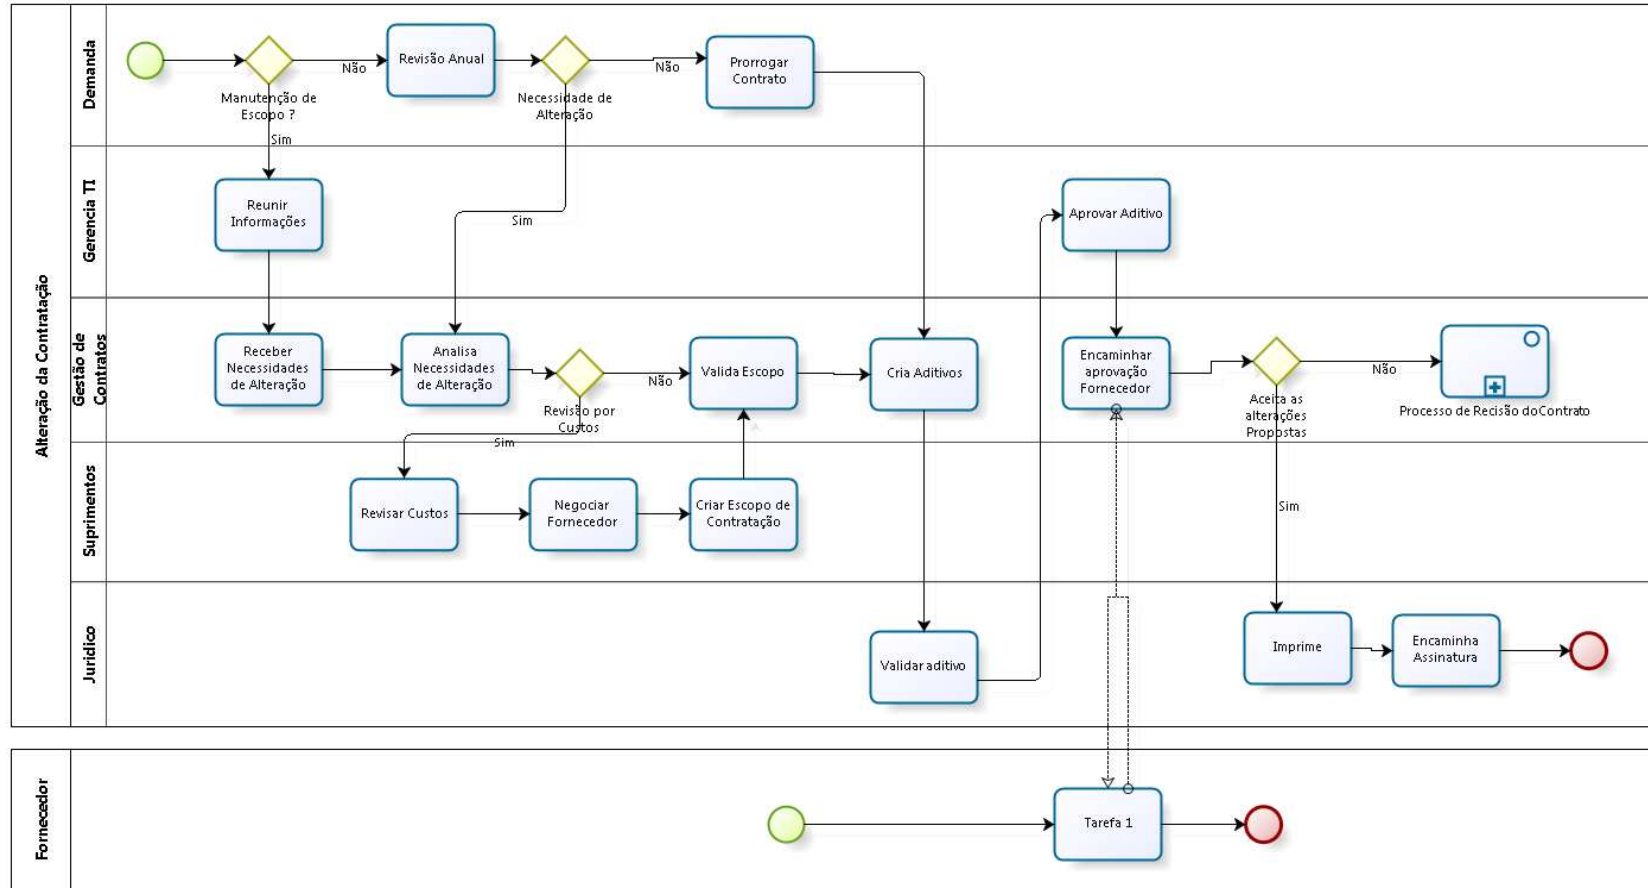 Alteração da Contratação
Demanda
Manutenção de
Escopo ?
Não
Sim
Revisão Anual
Necessidade de
Alteração
Não
Sim
Prorrogar
Contrato
Gerencia TI
Reunir
Informações
Aprovar Aditivo
Gestão de
Contratos
Receber
Necessidades
de Alteração
Analisa
Necessidades
de Alteração
Revisão por
Custos
Não
Sim
Valida Escopo
Cria Aditivos
Encaminhar
aprovação
Fornecedor
Aceita as
alterações
Propostas
Não
Sim
Processo de Recisão do Contrato
Suprimentos
Revisar Custos
Negociar
Fornecedor
Criar Escopo de
Contratação
Juridico
Validar aditivo
Imprime
Encaminha
Assinatura
Fornecedor
Tarefa 1